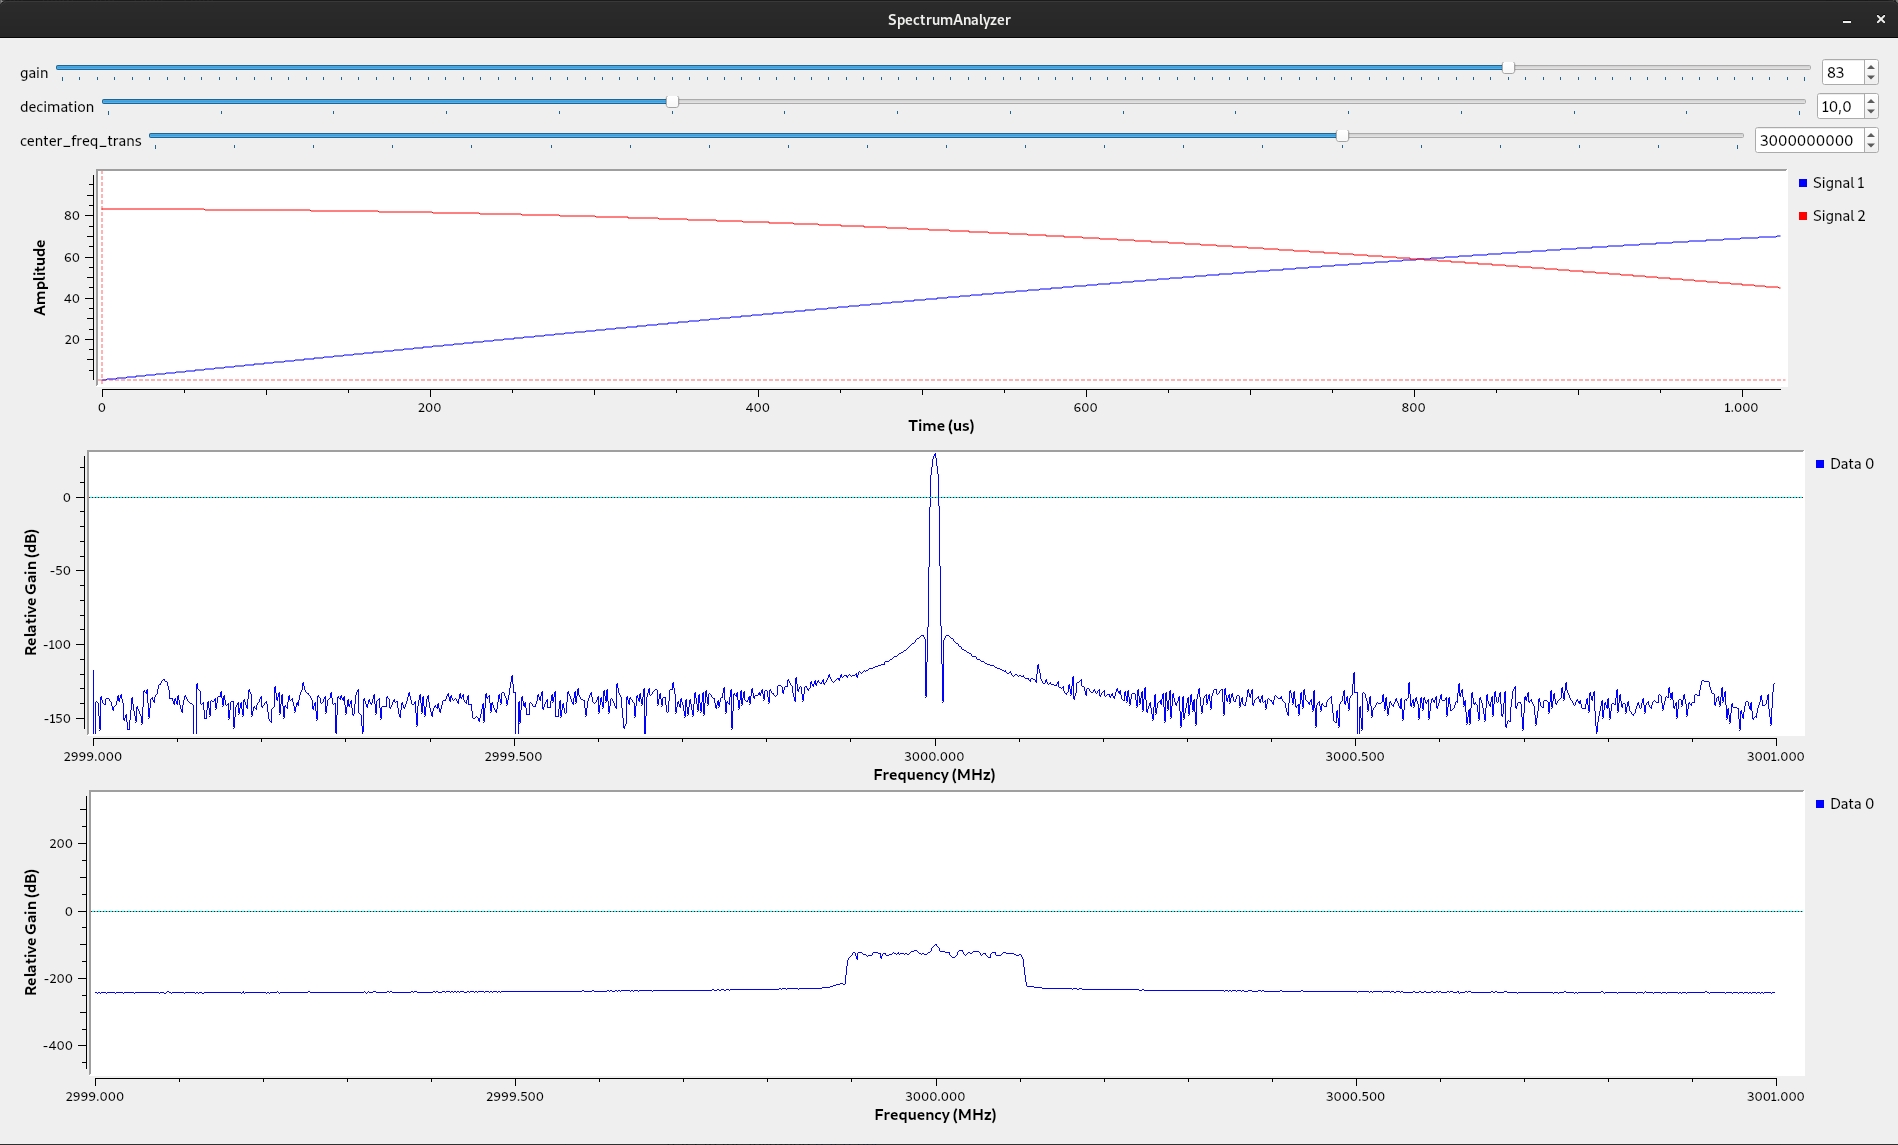 SpectrumAnalyzer
gain 83
decimation 10,0
center_freq_trans 3000000000
Signal 1
Signal 2
Amplitude
80
60
40
20
0 200 400 600 800 1.000
Time (us)
Data 0
Relative Gain (dB)
0
-50
-100
-150
2999.000 2999.500 3000.000 3000.500 3001.000
Frequency (MHz)
Data 0
Relative Gain (dB)
200
0
-200
-400
2999.000 2999.500 3000.000 3000.500 3001.000
Frequency (MHz)